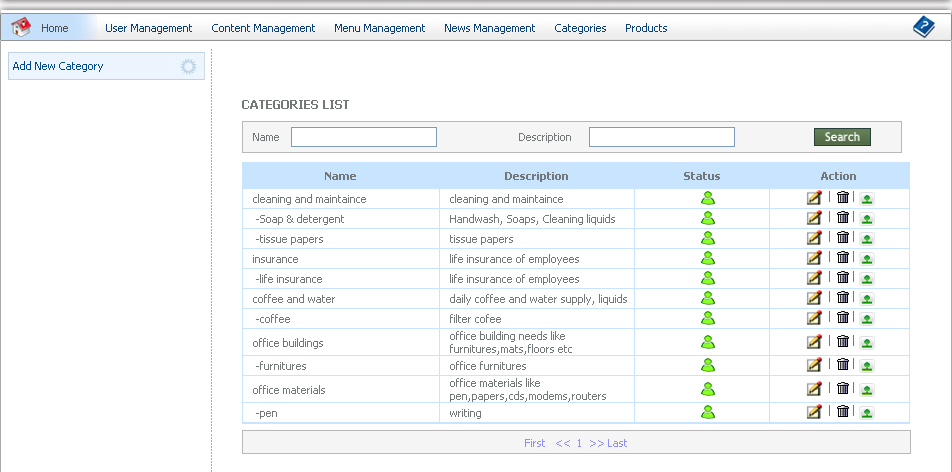 Home User Management Content Management Menu Management News Management Categories Products ?
Add New Category
CATEGORIES LIST
Name Description Search
Name Description Status Action
cleaning and maintaince cleaning and maintaince
-Soap & detergent Handwash, Soaps, Cleaning liquids
-tissue papers tissue papers
insurance life insurance of employees
-life insurance life insurance of employees
coffee and water daily coffee and water supply, liquids
-coffee filter cofee
office buildings office building needs like
furnitures,mats,floors etc
-furnitures office furnitures
office materials office materials like
pen,papers,cds,modems,routers
-pen writing
First << 1 >> Last